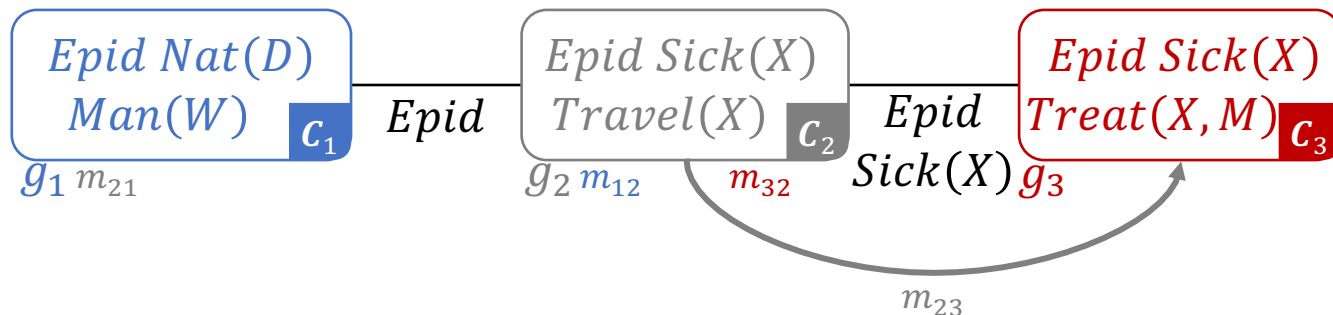 Epid Nat(D)
Man(W)
C₁
g₁ m₂₁
Epid
Epid Sick(X)
Travel(X)
C₂
g₂ m₁₂ m₃₂
Epid
Sick(X)
Epid Sick(X)
Treat(X, M)
C₃
g₃
m₂₃